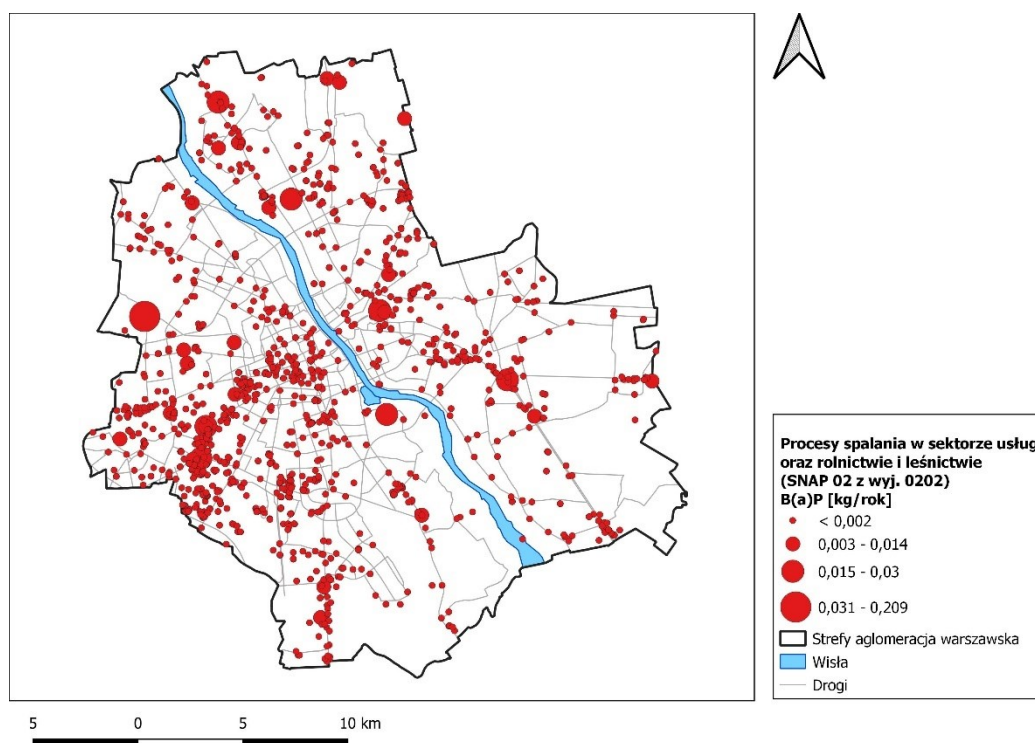 Procesy spalania w sektorze usług
oraz rolnictwie i leśnictwie
(SNAP 02 z wyj. 0202)
B(a)P [kg/rok]
< 0,002
0,003 - 0,014
0,015 - 0,03
0,031 - 0,209
Strefy aglomeracja warszawska
Wisła
Drogi
5 0 5 10 km